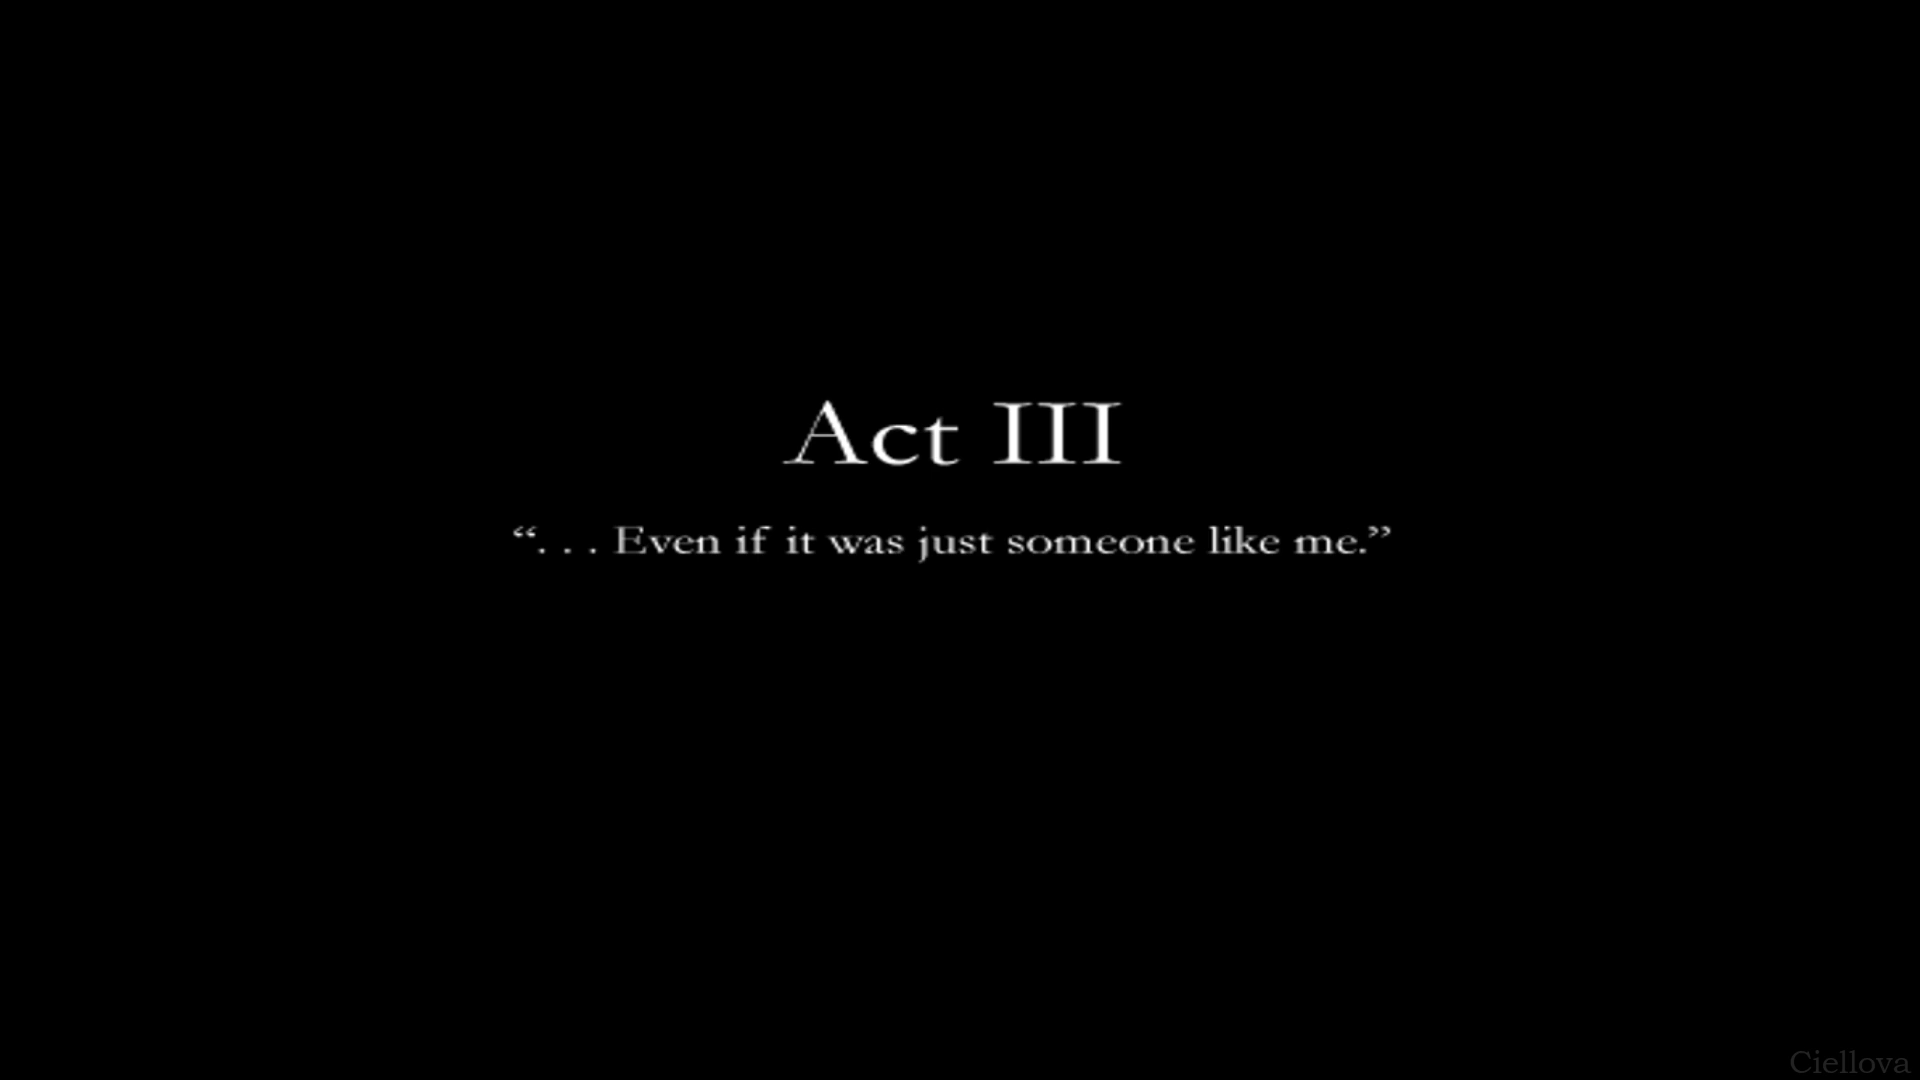 Act III
“. . . Even if it was just someone like me.”
Ciellova